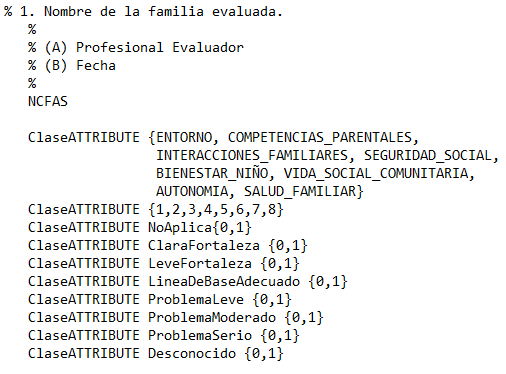 % 1. Nombre de la familia evaluada.
%
% (A) Profesional Evaluador
% (B) Fecha
%
NCFAS
ClaseATTRIBUTE {ENTORNO, COMPETENCIAS_PARENTALES,
INTERACCIONES_FAMILIARES, SEGURIDAD_SOCIAL,
BIENESTAR_NIÑO, VIDA_SOCIAL_COMUNITARIA,
AUTONOMIA, SALUD_FAMILIAR}
ClaseATTRIBUTE {1,2,3,4,5,6,7,8}
ClaseATTRIBUTE NoAplica{0,1}
ClaseATTRIBUTE ClaraFortaleza {0,1}
ClaseATTRIBUTE LeveFortaleza {0,1}
ClaseATTRIBUTE LineaDeBaseAdecuado {0,1}
ClaseATTRIBUTE ProblemaLeve {0,1}
ClaseATTRIBUTE ProblemaModerado {0,1}
ClaseATTRIBUTE ProblemaSerio {0,1}
ClaseATTRIBUTE Desconocido {0,1}